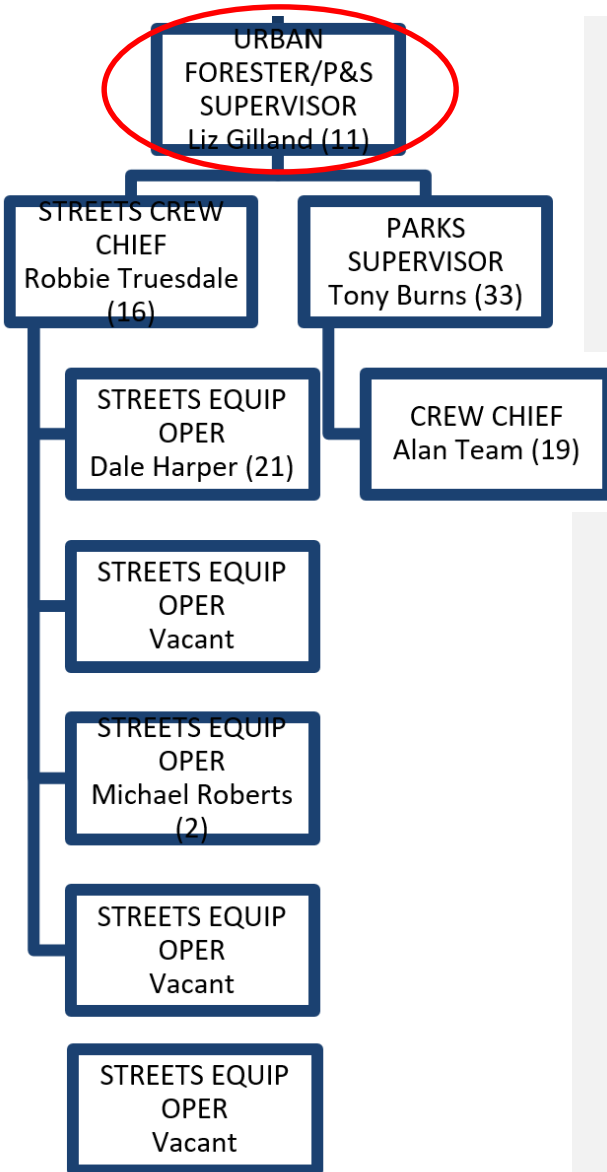 URBAN
FORESTER/P&S
SUPERVISOR
Liz Gilland (11)
STREETS CREW
CHIEF
Robbie Truesdale
(16)
PARKS
SUPERVISOR
Tony Burns (33)
STREETS EQUIP
OPER
Dale Harper (21)
CREW CHIEF
Alan Team (19)
STREETS EQUIP
OPER
Vacant
STREETS EQUIP
OPER
Michael Roberts
(2)
STREETS EQUIP
OPER
Vacant
STREETS EQUIP
OPER
Vacant